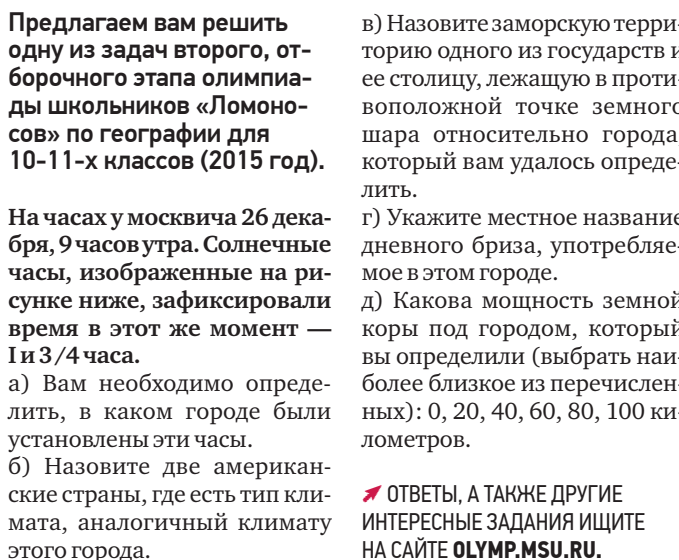 Предлагаем вам решить
одну из задач второго, от-
борочного этапа олимпиа-
ды школьников «Ломоно-
сов» по географии для
10-11-х классов (2015 год).
На часах у москвича 26 дека-
бря, 9 часов утра. Солнечные
часы, изображенные на ри-
сунке ниже, зафиксировали
время в этот же момент —
I и 3/4 часа.
а) Вам необходимо опреде-
лить, в каком городе были
установлены эти часы.
б) Назовите две американ-
ские страны, где есть тип кли-
мата, аналогичный климату
этого города.
в) Назовите заморскую терри-
торию одного из государств и
ее столицу, лежащую в проти-
воположной точке земного
шара относительно города
который вам удалось опреде-
лить.
г) Укажите местное название
дневного бриза, употребляе-
мое в этом городе.
д) Какова мощность земной
коры под городом, который
вы определили (выбрать наи-
более близкое из перечислен-
ных): 0, 20, 40, 60, 80, 100 ки-
лометров.
ОТВЕТЫ, А ТАКЖЕ ДРУГИЕ
ИНТЕРЕСНЫЕ ЗАДАНИЯ ИЩИТЕ
НА САЙТЕ OLYMP.MSU.RU.